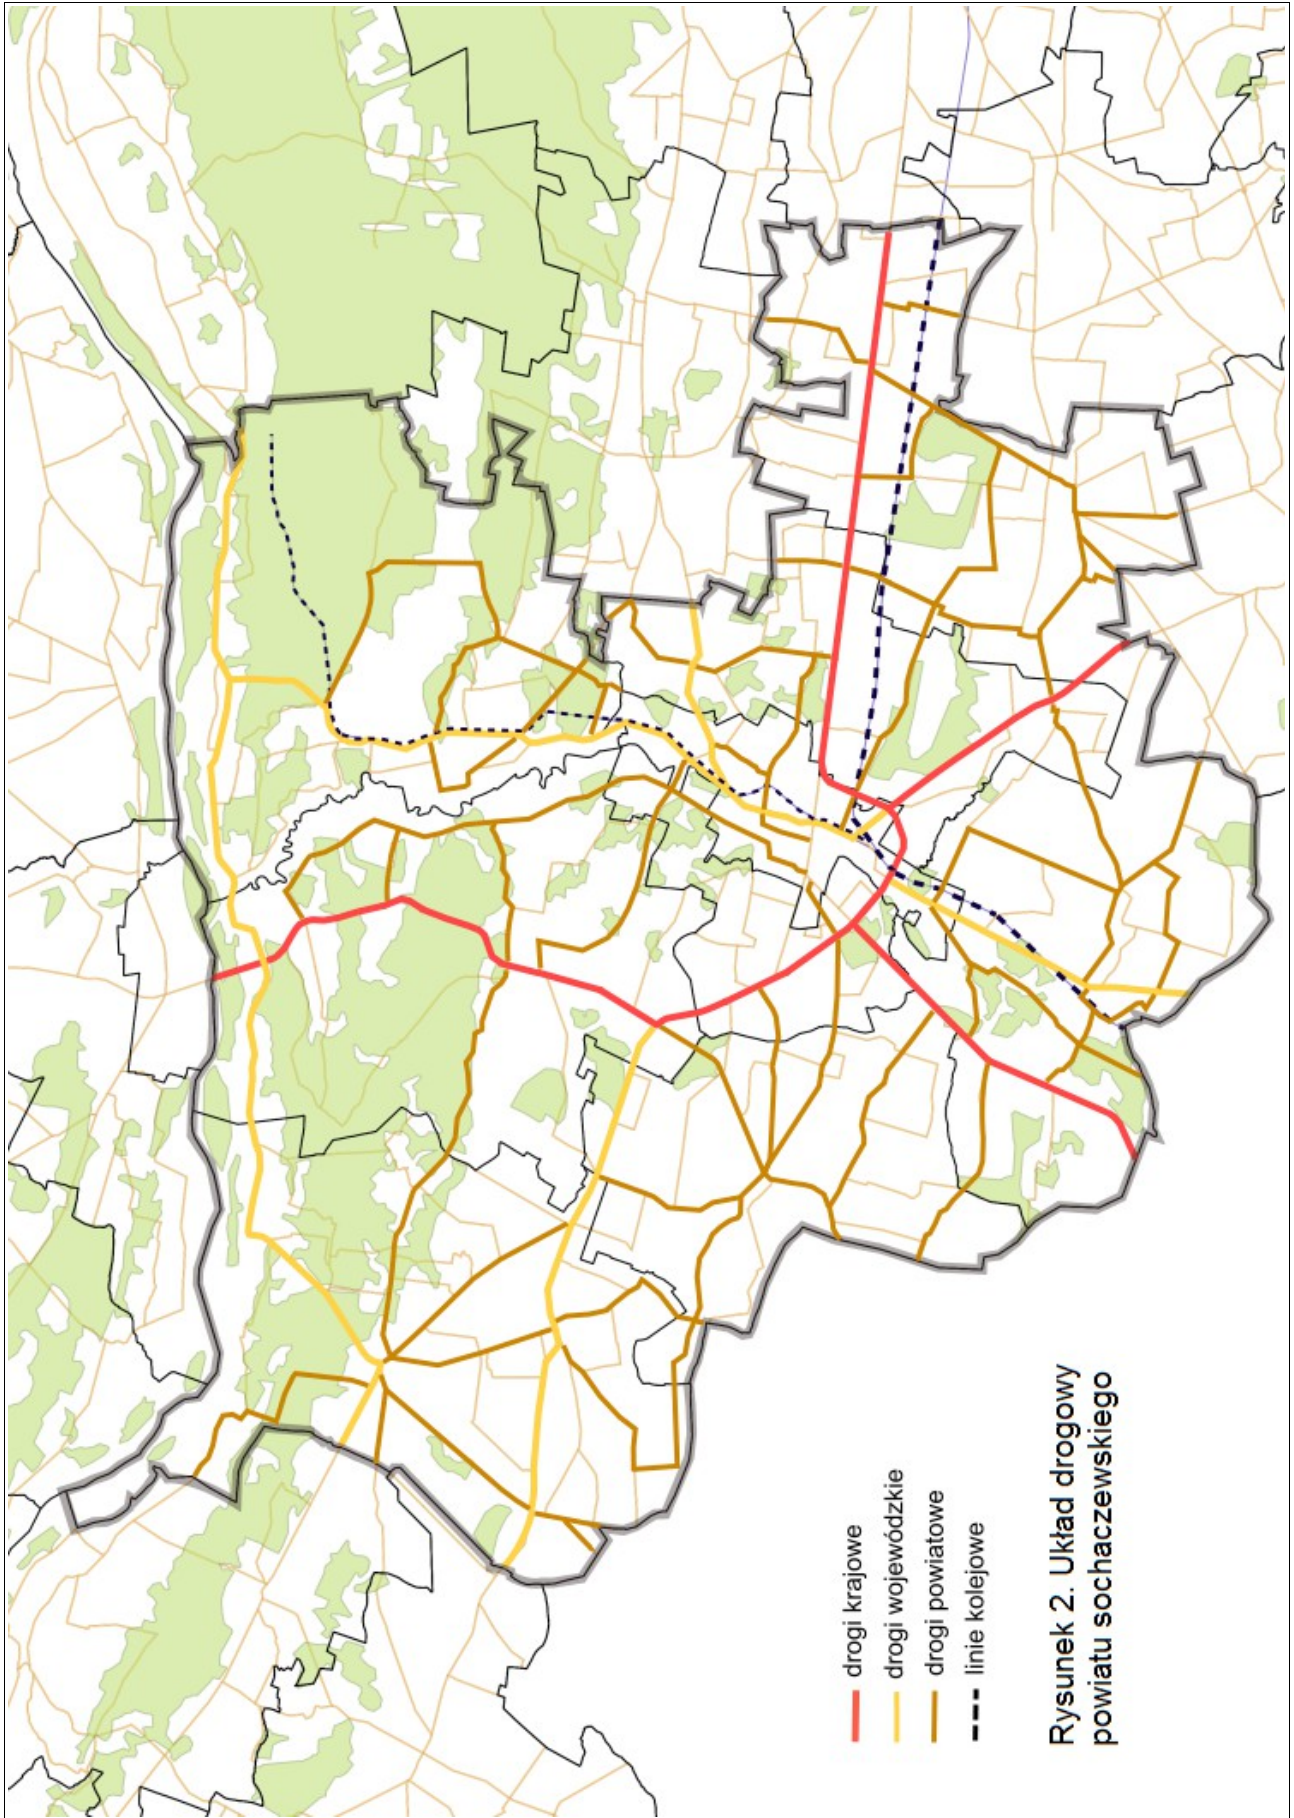 drogi krajowe
drogi wojewódzkie
drogi powiatowe
linie kolejowe
Rysunek 2. Układ drogowy
powiatu sochaczewskiego